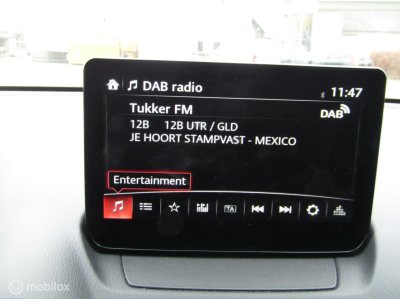 DAB radio
11:47
Tukker FM
DAB
12B 12B UTR / GLD
JE HOORT STAMPVAST - MEXICO
Entertainment
TA
© mobilox